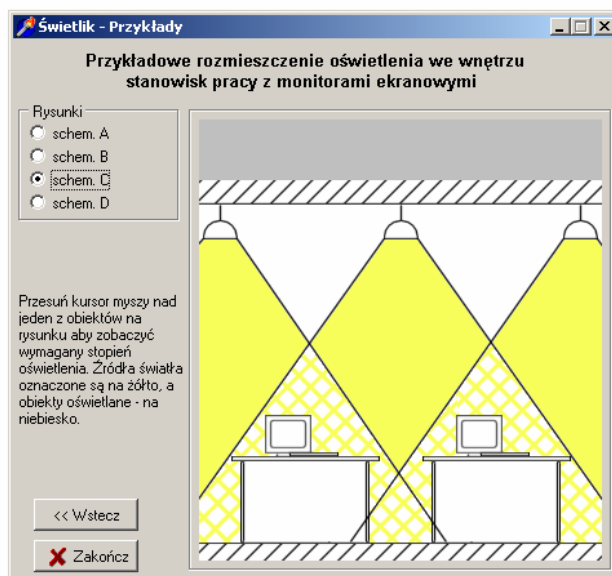 Świetlik - Przykłady
Przykładowe rozmieszczenie oświetlenia we wnętrzu
stanowisk pracy z monitorami ekranowymi
Rysunki
schem. A
schem. B
schem. C
schem. D
Przesuń kursor myszy nad
jeden z obiektów na
rysunku aby zobaczyć
wymagany stopień
oświetlenia. Źródła światła
oznaczone są na żółto, a
obiekty oświetlane - na
niebiesko.
<< Wstecz
Zakończ